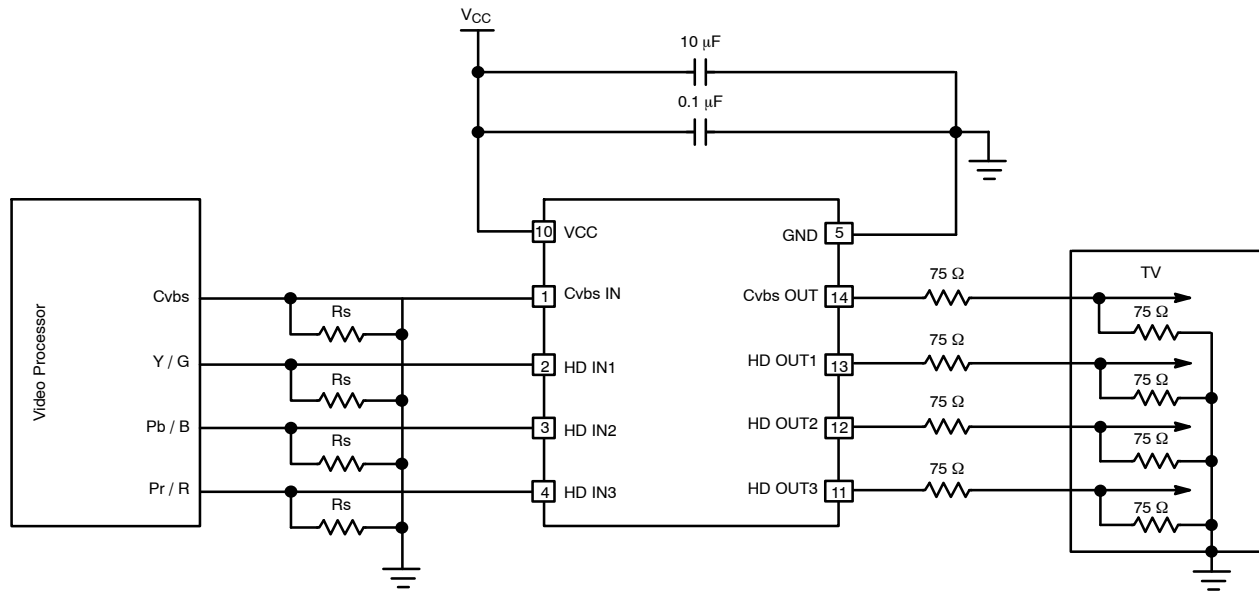 VCC
10 μF
0.1 μF
10 VCC
GND 5
Video Processor
Cvbs
Rs
1 Cvbs IN
Cvbs OUT 14
75 Ω
TV
75 Ω
Y / G
Rs
2 HD IN1
HD OUT1 13
75 Ω
75 Ω
Pb / B
Rs
3 HD IN2
HD OUT2 12
75 Ω
75 Ω
Pr / R
Rs
4 HD IN3
HD OUT3 11
75 Ω
75 Ω